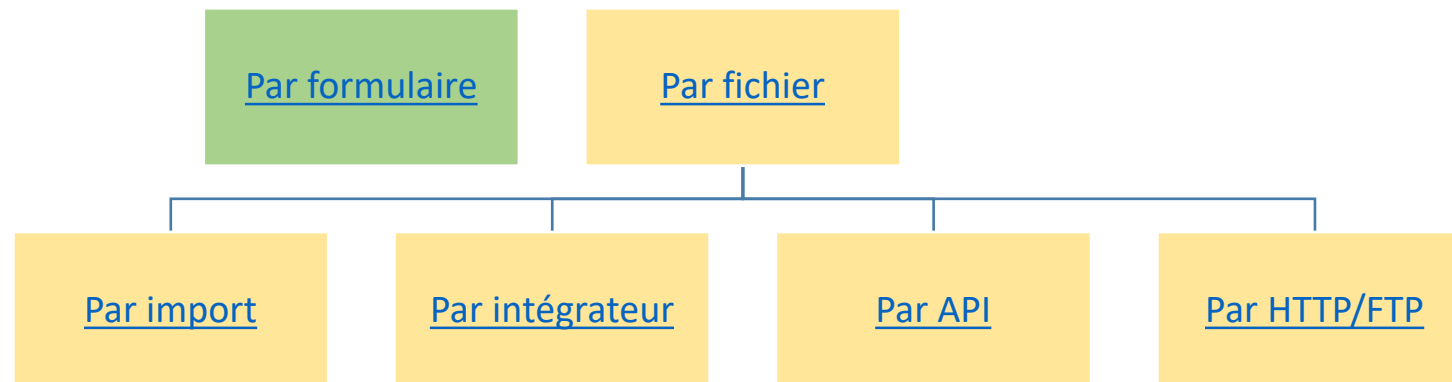 Par formulaire
Par fichier
Par import
Par intégrateur
Par API
Par HTTP/FTP